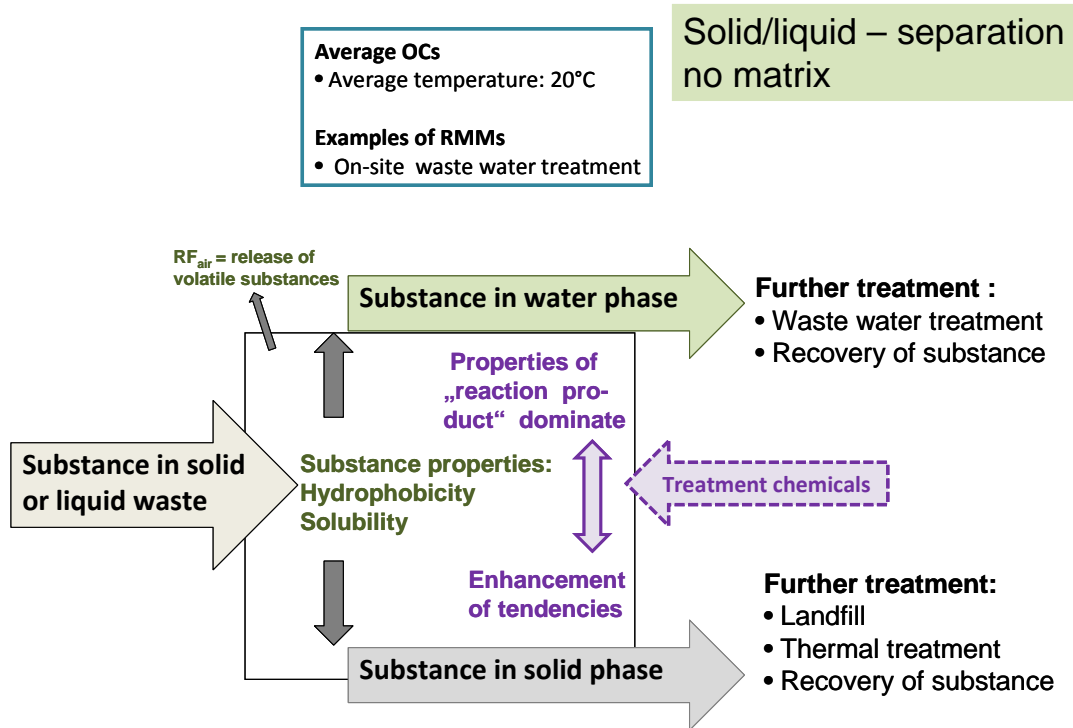 Solid/liquid – separation
no matrix
Average OCs
• Average temperature: 20°C
Examples of RMMs
• On-site waste water treatment
RFair = release of
volatile substances
Substance in water phase
Further treatment :
• Waste water treatment
• Recovery of substance
Properties of
„reaction pro-
duct“ dominate
Substance in solid
or liquid waste
Substance properties:
Hydrophobicity
Solubility
Treatment chemicals
Enhancement
of tendencies
Further treatment:
• Landfill
• Thermal treatment
• Recovery of substance
Substance in solid phase